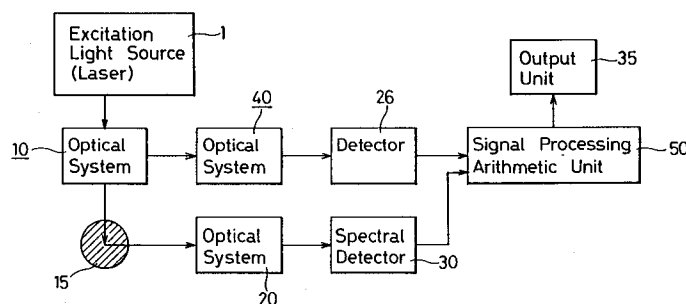 Excitation
Light Source
(Laser)
1
Output
Unit
35
10
Optical
System
40
Optical
System
26
Detector
Signal Processing
Arithmetic Unit
50
15
Optical
System
20
Spectral
Detector
30